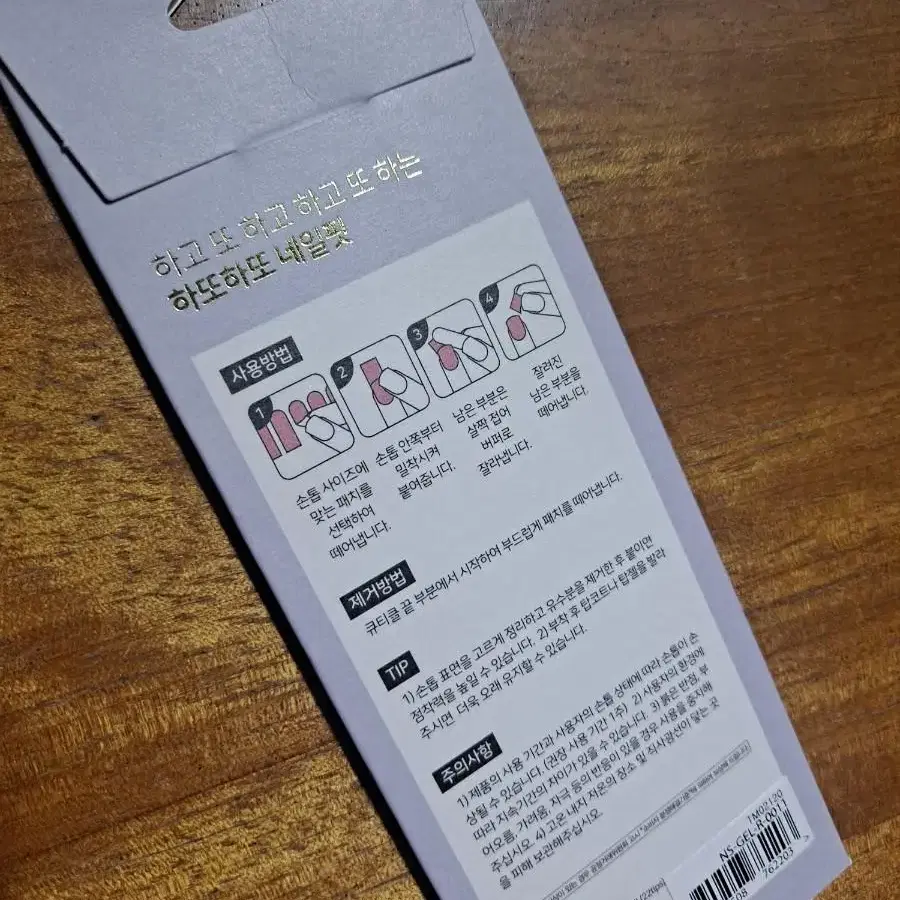 하고 또 하고 하고 또 하는
하또하또 네일핏
사용방법
1
2
3
4
손톱 사이즈에
맞는 패치를
선택하여
떼어냅니다.
손톱 안쪽부터
밀착시켜
붙여줍니다.
남은 부분은
살짝 접어
버퍼로
잘라냅니다.
잘려진
남은 부분을
떼어냅니다.
제거방법
큐티클 끝 부분에서 시작하여 부드럽게 패치를 떼어냅니다.
TIP
1) 손톱 표면을 고르게 정리하고 유수분을 제거한 후 붙이면
점착력을 높일 수 있습니다. 2) 부착 후 탑코트나 탑젤을 발라
주시면 더욱 오래 유지할 수 있습니다.
주의사항
1) 제품의 사용 기간과 사용자의 손톱 상태에 따라 손톱이 손
상될 수 있습니다. (권장 사용 기간 1주) 2) 사용자의 환경에
따라 지속기간의 차이가 있을 수 있습니다. 3) 붉은 반점, 부
어오름, 가려움, 자극 등의 반응이 있을 경우 사용을 중지해
주십시오. 4) 고온 내지 저온의 장소 및 직사광선이 닿는 곳
을 피해 보관해주십시오.
TM02120
NS-GEL-R-0011
762203